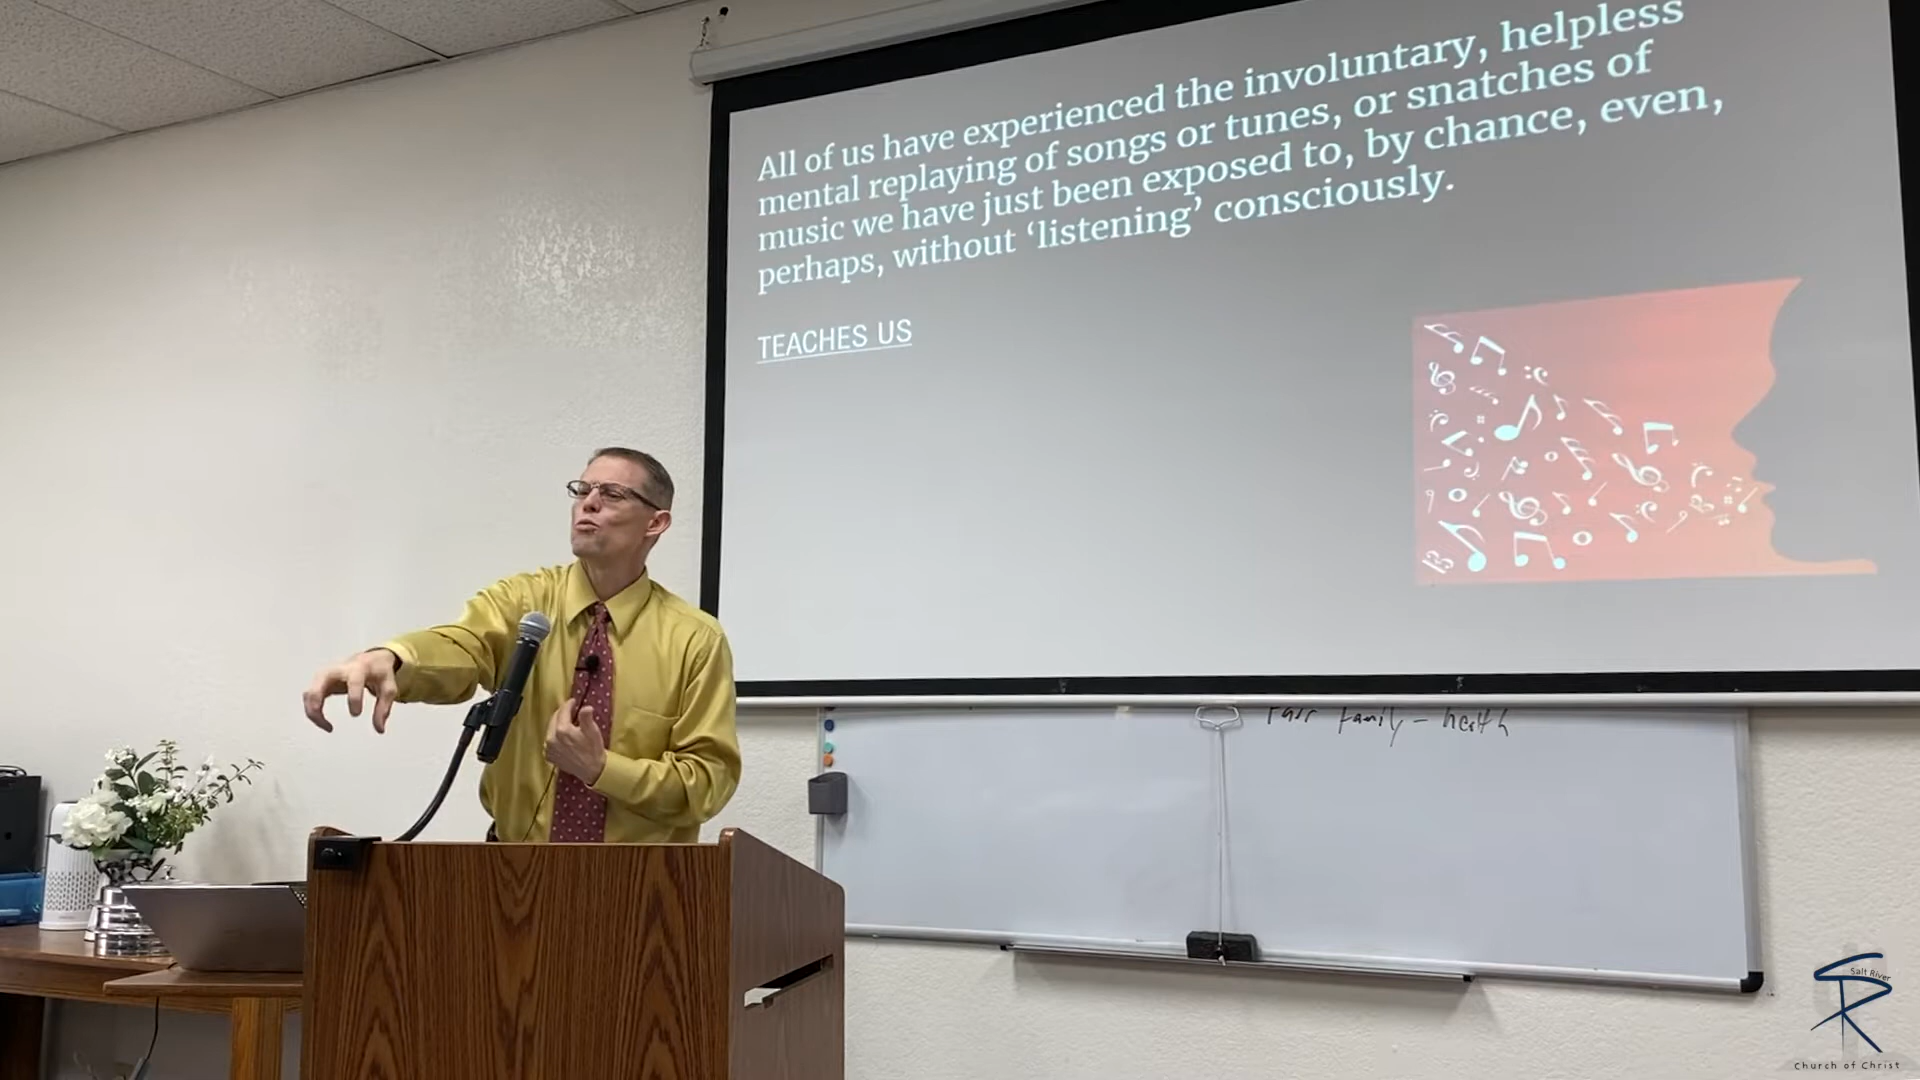 All of us have experienced the involuntary, helpless
mental replaying of songs or tunes, or snatches of
music we have just been exposed to, by chance, even,
perhaps, without ‘listening’ consciously.
TEACHES US
family – health
Salt River
Church of Christ